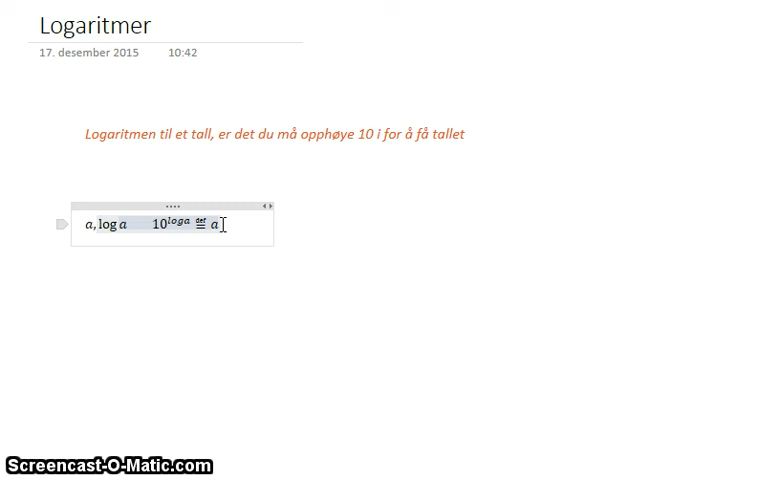 Logaritmer
17. desember 2015 10:42
Logaritmen til et tall, er det du må opphøye 10 i for å få tallet
a, log a 10^{loga} ≝ a
Screencast-O-Matic.com